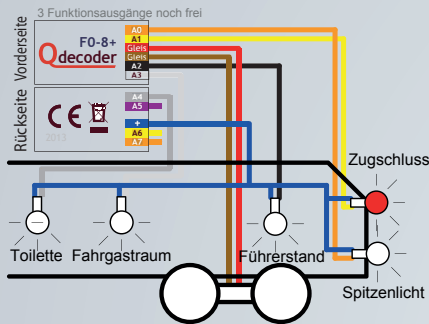 3 Funktionsausgänge noch frei
Vorderseite
F0-8+
Qdecoder
A0
A1
Gleis
Gleis
A2
A3
Rückseite
CE
2013
A4
A5
+
A6
A7
Zugschluss
Toilette
Fahrgastraum
Führerstand
Spitzenlicht